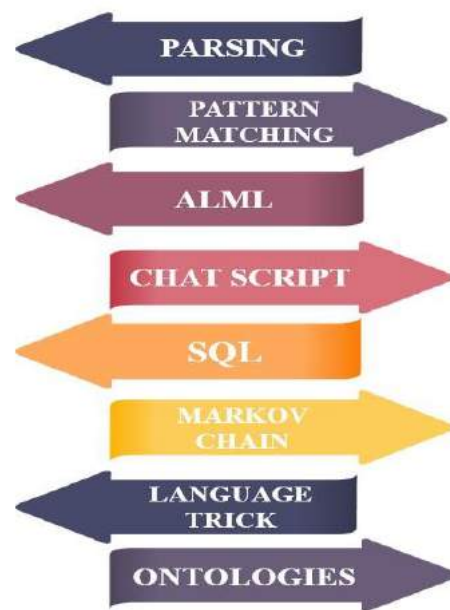 PARSING
PATTERN
MATCHING
ALML
CHAT SCRIPT
SQL
MARKOV
CHAIN
LANGUAGE
TRICK
ONTOLOGIES